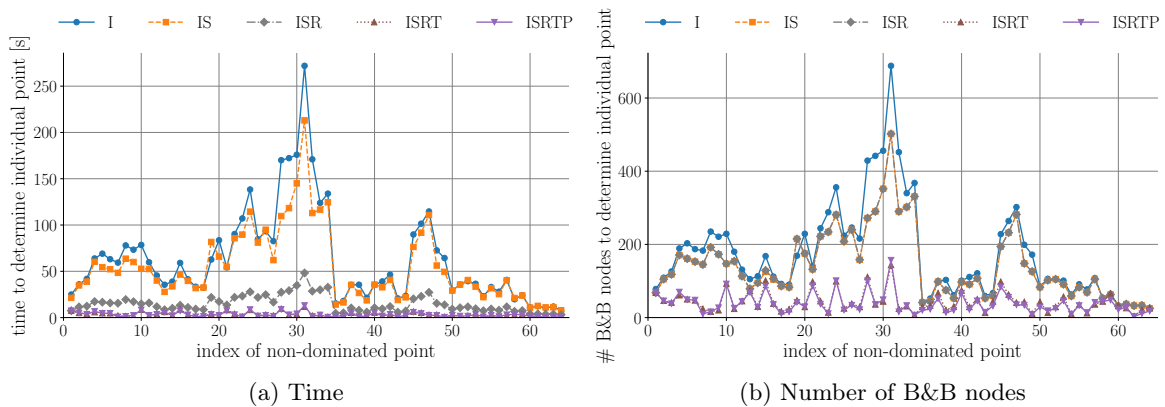 I IS ISR ISRT ISRTP
time to determine individual point [s]
250
200
150
100
50
0
0 10 20 30 40 50 60
index of non-dominated point
(a) Time
I IS ISR ISRT ISRTP
# B&B nodes to determine individual point
600
400
200
0
0 10 20 30 40 50 60
index of non-dominated point
(b) Number of B&B nodes